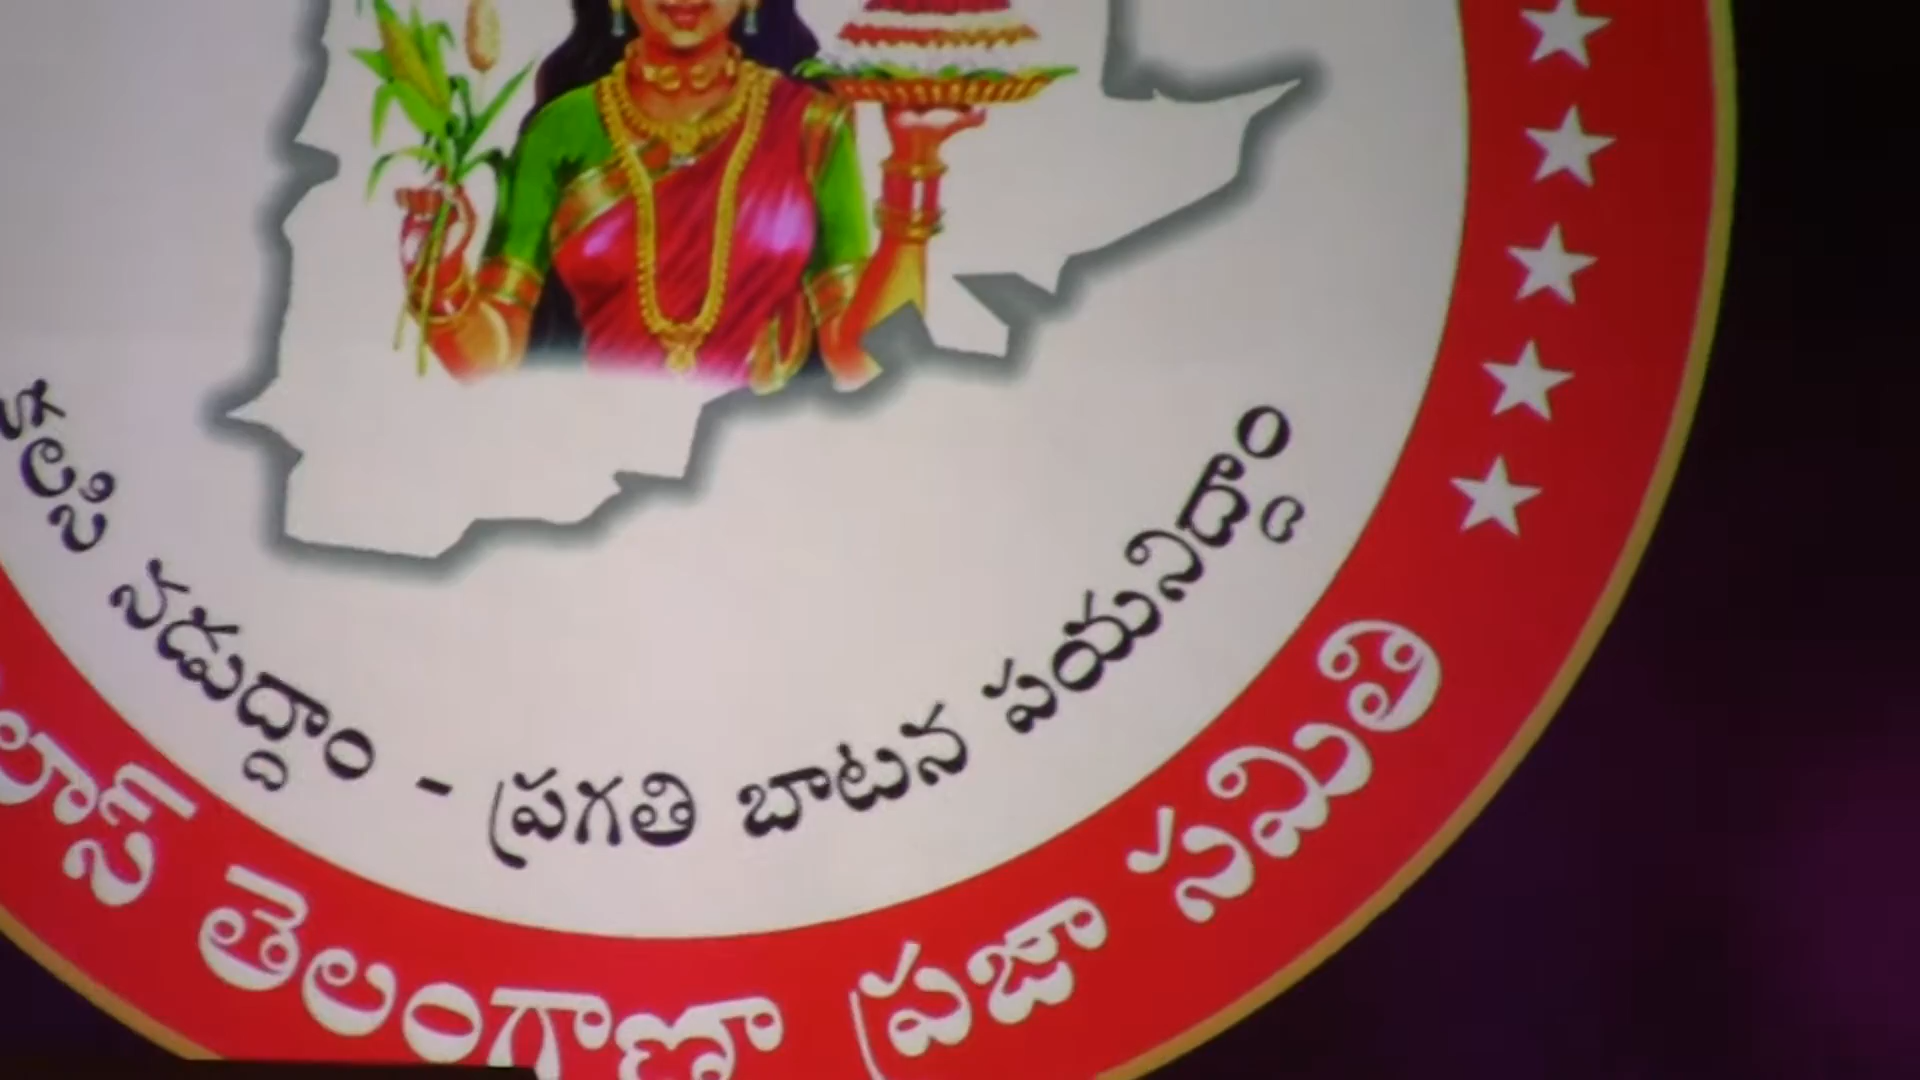 కలిసి నడుద్దాం - ప్రగతి బాటన పయనిద్దాం
తెలంగాణా ప్రజా సమితి